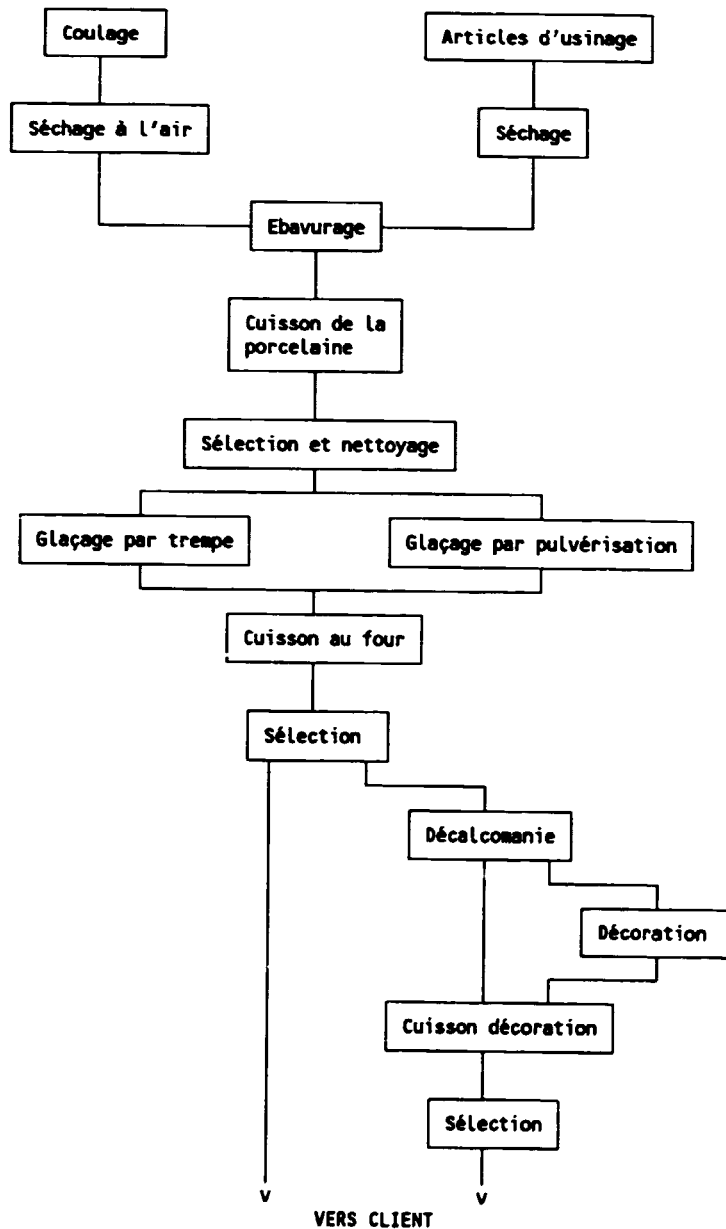 Coulage
Articles d'usinage
Séchage à l'air
Séchage
Ebavurage
Cuisson de la
porcelaine
Sélection et nettoyage
Glaçage par trempe
Glaçage par pulvérisation
Cuisson au four
Sélection
Décalcomanie
Décoration
Cuisson décoration
Sélection
v
v
VERS CLIENT